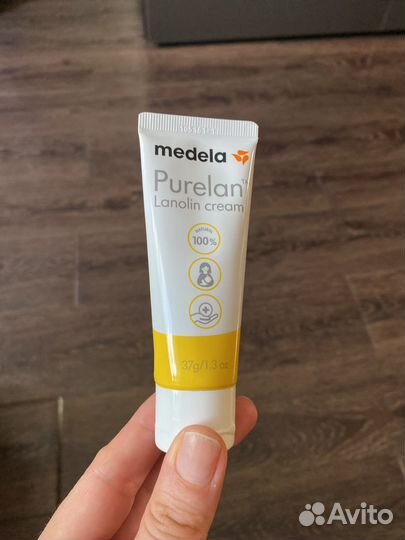 medela
Purelan™
Lanolin cream
NATURAL
100%
37g/1.3 oz
Avito